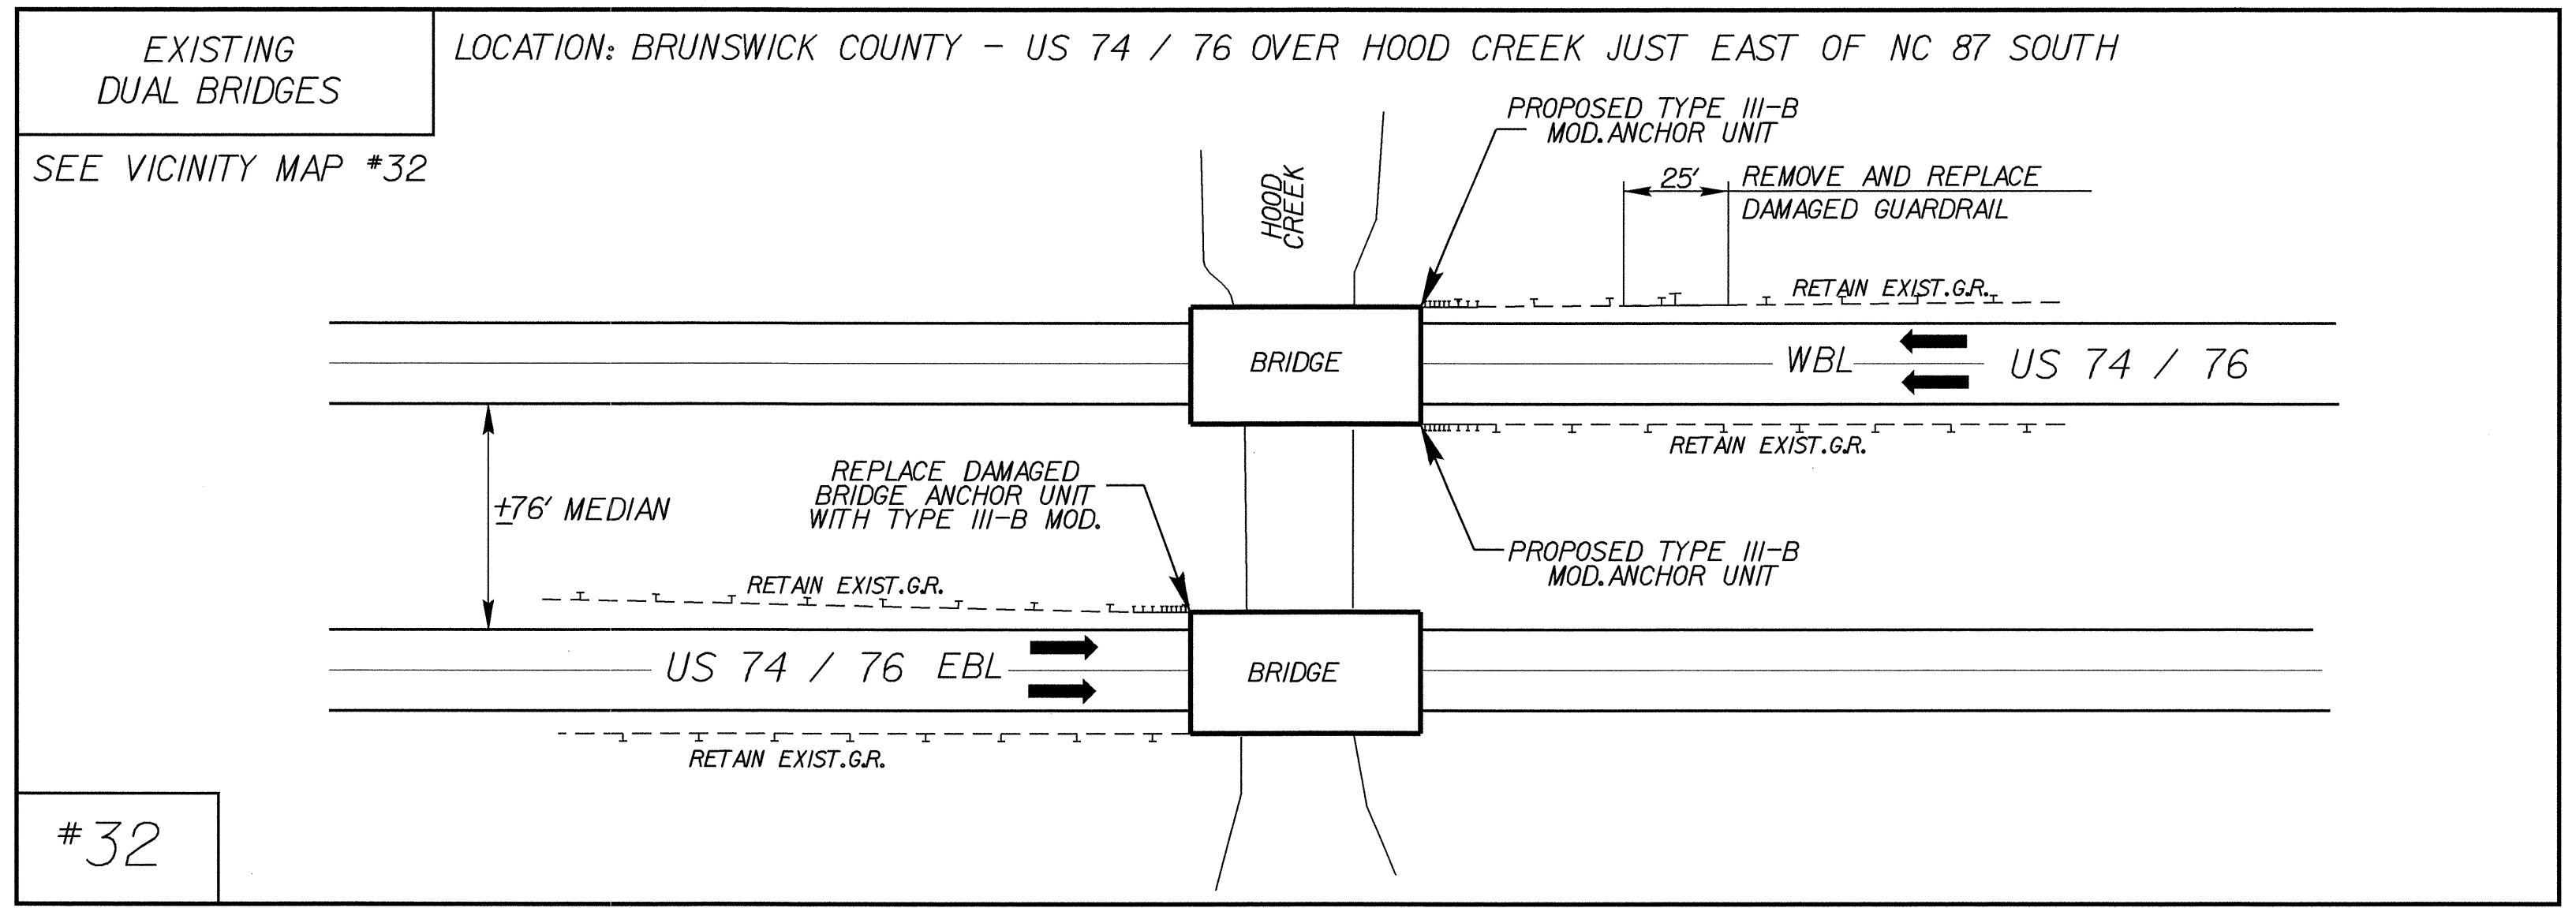 EXISTING
DUAL BRIDGES
LOCATION: BRUNSWICK COUNTY - US 74 / 76 OVER HOOD CREEK JUST EAST OF NC 87 SOUTH
SEE VICINITY MAP #32
PROPOSED TYPE III-B
MOD. ANCHOR UNIT
25'
REMOVE AND REPLACE
DAMAGED GUARDRAIL
HOOD
CREEK
RETAIN EXIST. G.R.
BRIDGE
WBL
US 74 / 76
RETAIN EXIST. G.R.
REPLACE DAMAGED
BRIDGE ANCHOR UNIT
WITH TYPE III-B MOD.
±76' MEDIAN
PROPOSED TYPE III-B
MOD. ANCHOR UNIT
RETAIN EXIST. G.R.
US 74 / 76 EBL
BRIDGE
RETAIN EXIST. G.R.
#32